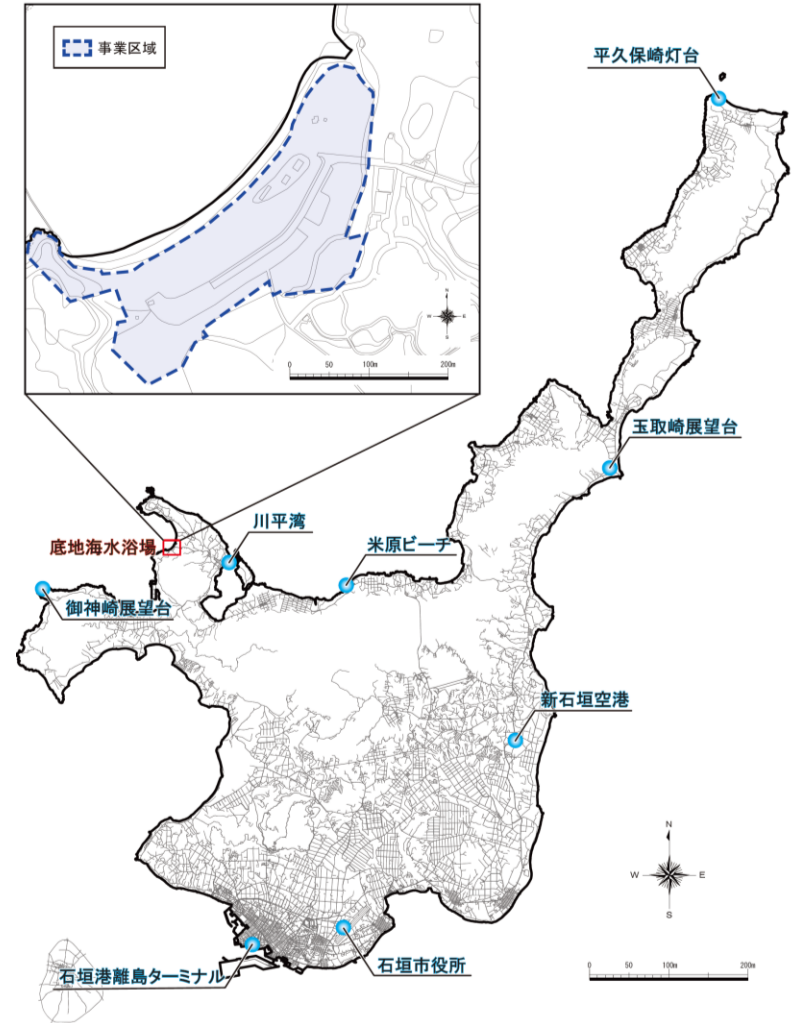 事業区域
N
W E
S
0 50 100m 200m
平久保崎灯台
玉取崎展望台
川平湾
米原ビーチ
底地海水浴場
御神崎展望台
新石垣空港
N
W E
S
石垣市役所
石垣港離島ターミナル
0 50 100m 200m